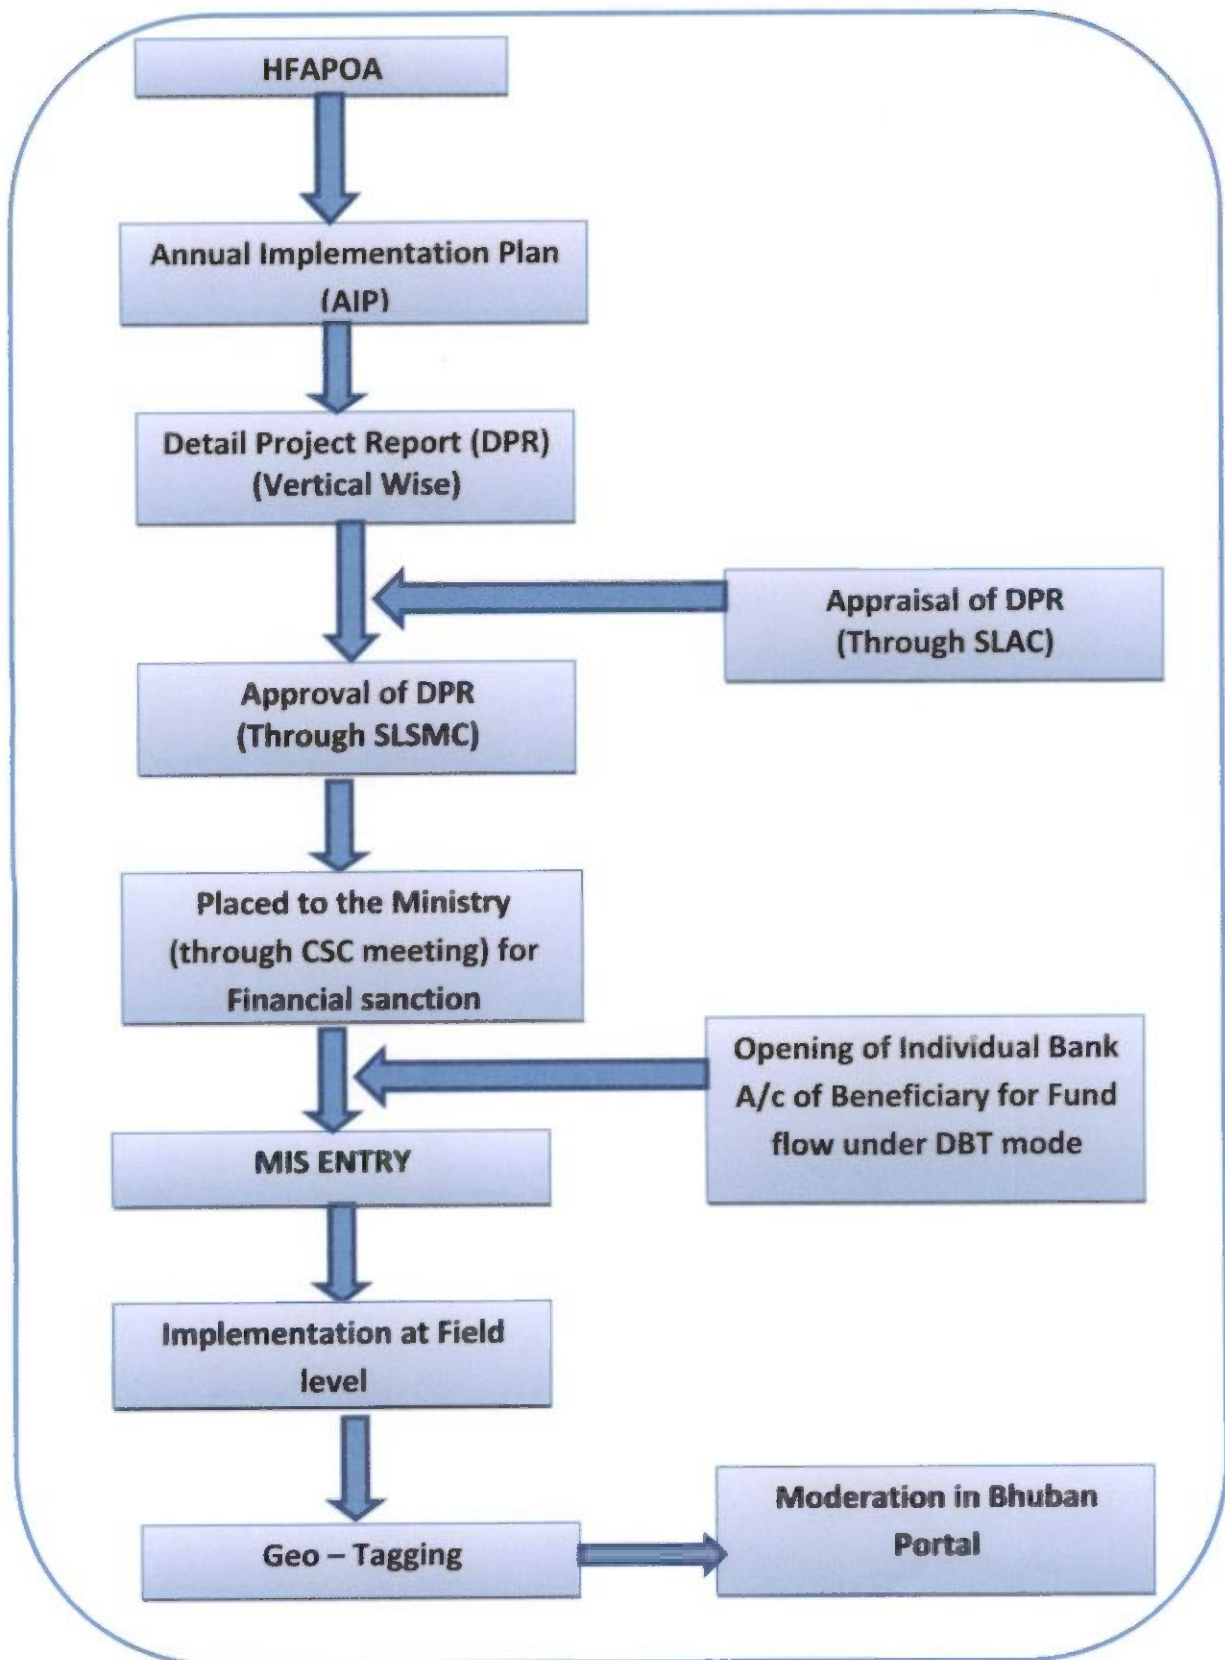 HFAPOA
Annual Implementation Plan
(AIP)
Detail Project Report (DPR)
(Vertical Wise)
Appraisal of DPR
(Through SLAC)
Approval of DPR
(Through SLSMC)
Placed to the Ministry
(through CSC meeting) for
Financial sanction
Opening of Individual Bank
A/c of Beneficiary for Fund
flow under DBT mode
MIS ENTRY
Implementation at Field
level
Geo – Tagging
Moderation in Bhuban
Portal